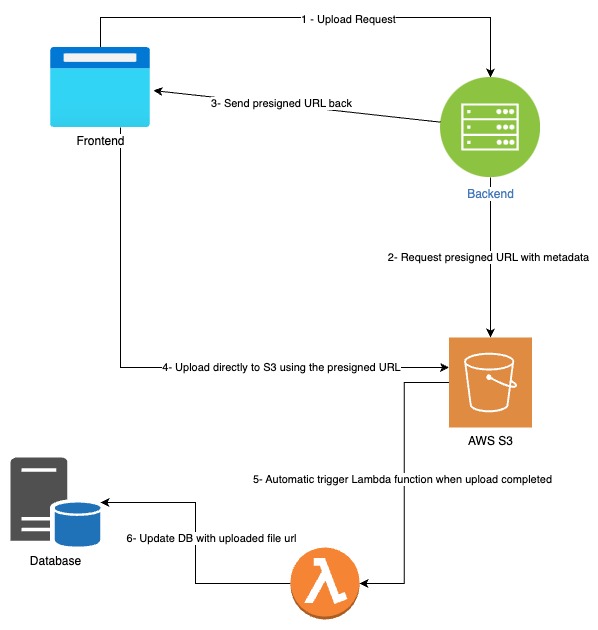 1 - Upload Request
3- Send presigned URL back
Frontend
Backend
2- Request presigned URL with metadata
4- Upload directly to S3 using the presigned URL
AWS S3
5- Automatic trigger Lambda function when upload completed
6- Update DB with uploaded file url
Database